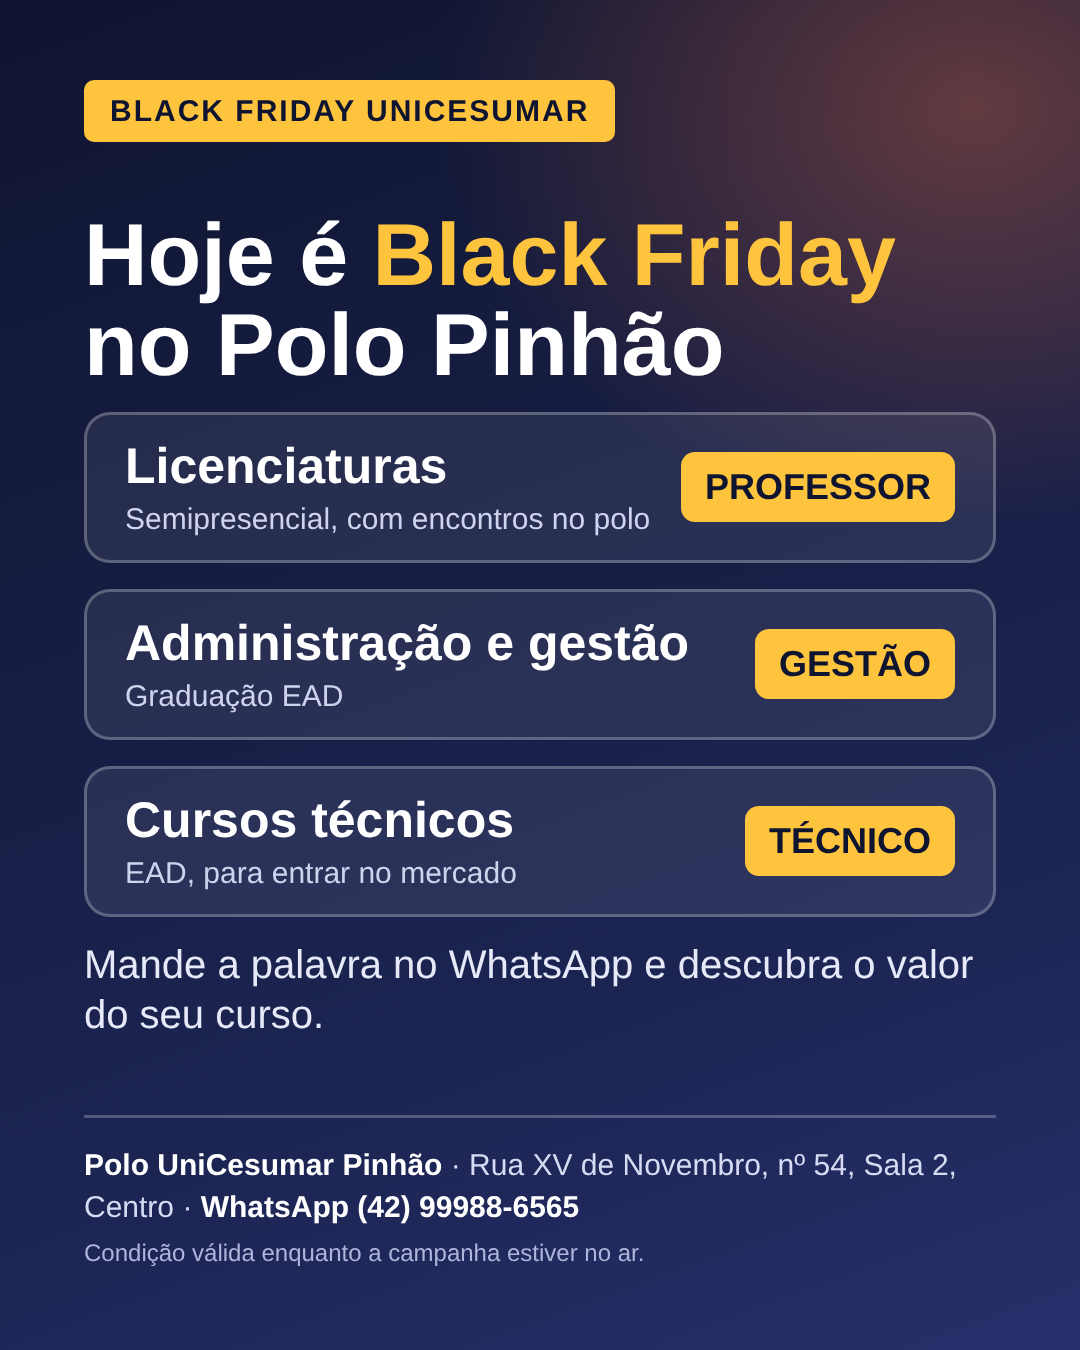 BLACK FRIDAY UNICESUMAR
Hoje é Black Friday
no Polo Pinhão
Licenciaturas
Semipresencial, com encontros no polo
PROFESSOR
Administração e gestão
Graduação EAD
GESTÃO
Cursos técnicos
EAD, para entrar no mercado
TÉCNICO
Mande a palavra no WhatsApp e descubra o valor
do seu curso.
Polo UniCesumar Pinhão · Rua XV de Novembro, nº 54, Sala 2,
Centro · WhatsApp (42) 99988-6565
Condição válida enquanto a campanha estiver no ar.